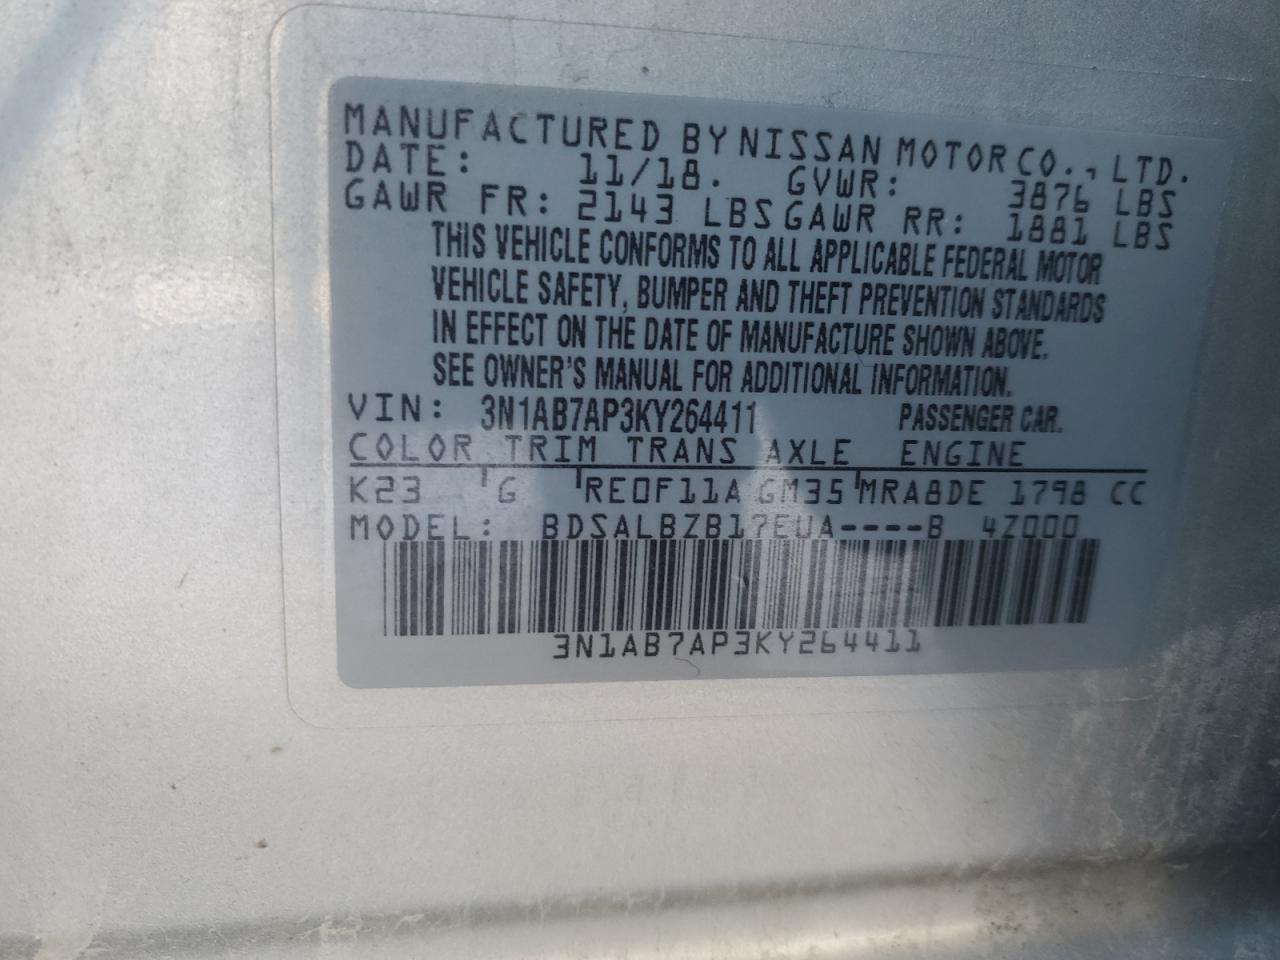 MANUFACTURED BY NISSAN MOTOR CO., LTD.
DATE: 11/18. GVWR: 3876 LBS
GAWR FR: 2143 LBS GAWR RR: 1881 LBS
THIS VEHICLE CONFORMS TO ALL APPLICABLE FEDERAL MOTOR
VEHICLE SAFETY, BUMPER AND THEFT PREVENTION STANDARDS
IN EFFECT ON THE DATE OF MANUFACTURE SHOWN ABOVE.
SEE OWNER'S MANUAL FOR ADDITIONAL INFORMATION.
VIN: 3N1AB7AP3KY264411 PASSENGER CAR.
COLOR TRIM TRANS AXLE ENGINE
K23 G RE0F11A GM35 MRA8DE 1798 CC
MODEL: BDSALBZB17EUA----B 4Z000
3N1AB7AP3KY264411